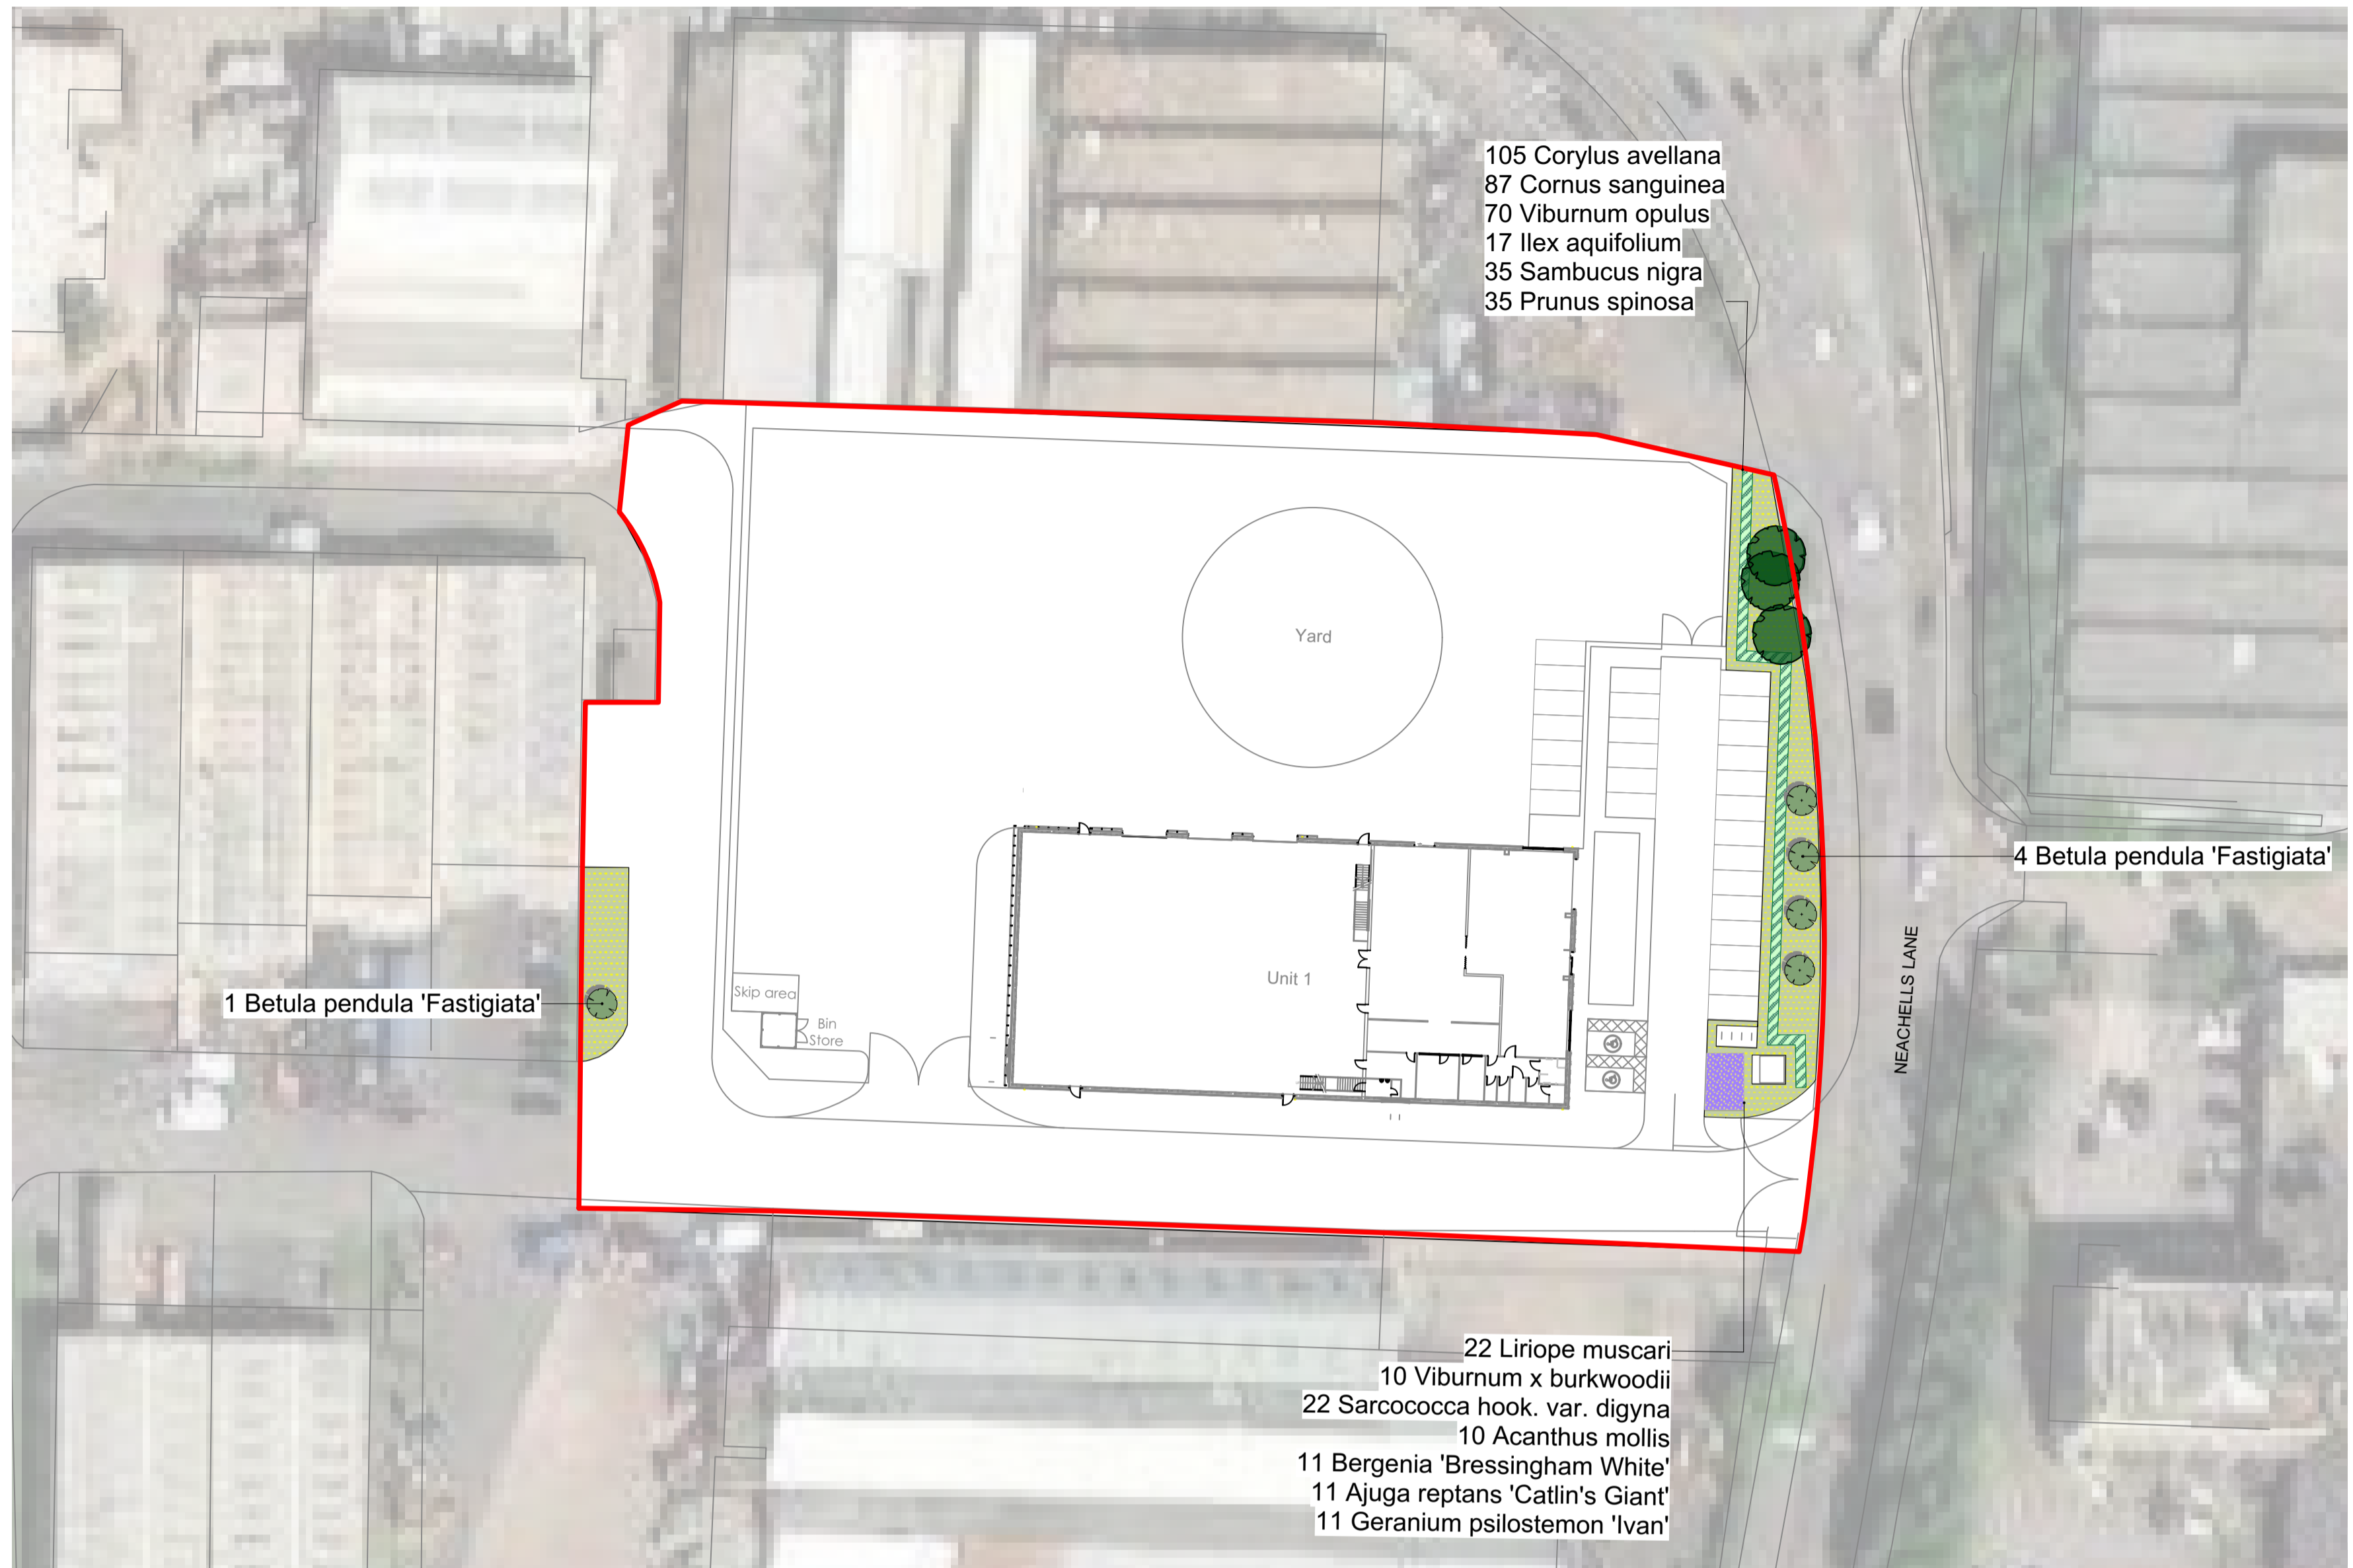 105 Corylus avellana
87 Cornus sanguinea
70 Viburnum opulus
17 Ilex aquifolium
35 Sambucus nigra
35 Prunus spinosa
Yard
4 Betula pendula 'Fastigiata'
NEACHELLS LANE
Unit 1
Skip area
Bin
Store
1 Betula pendula 'Fastigiata'
22 Liriope muscari
10 Viburnum x burkwoodii
22 Sarcococca hook. var. digyna
10 Acanthus mollis
11 Bergenia 'Bressingham White'
11 Ajuga reptans 'Catlin's Giant'
11 Geranium psilostemon 'Ivan'